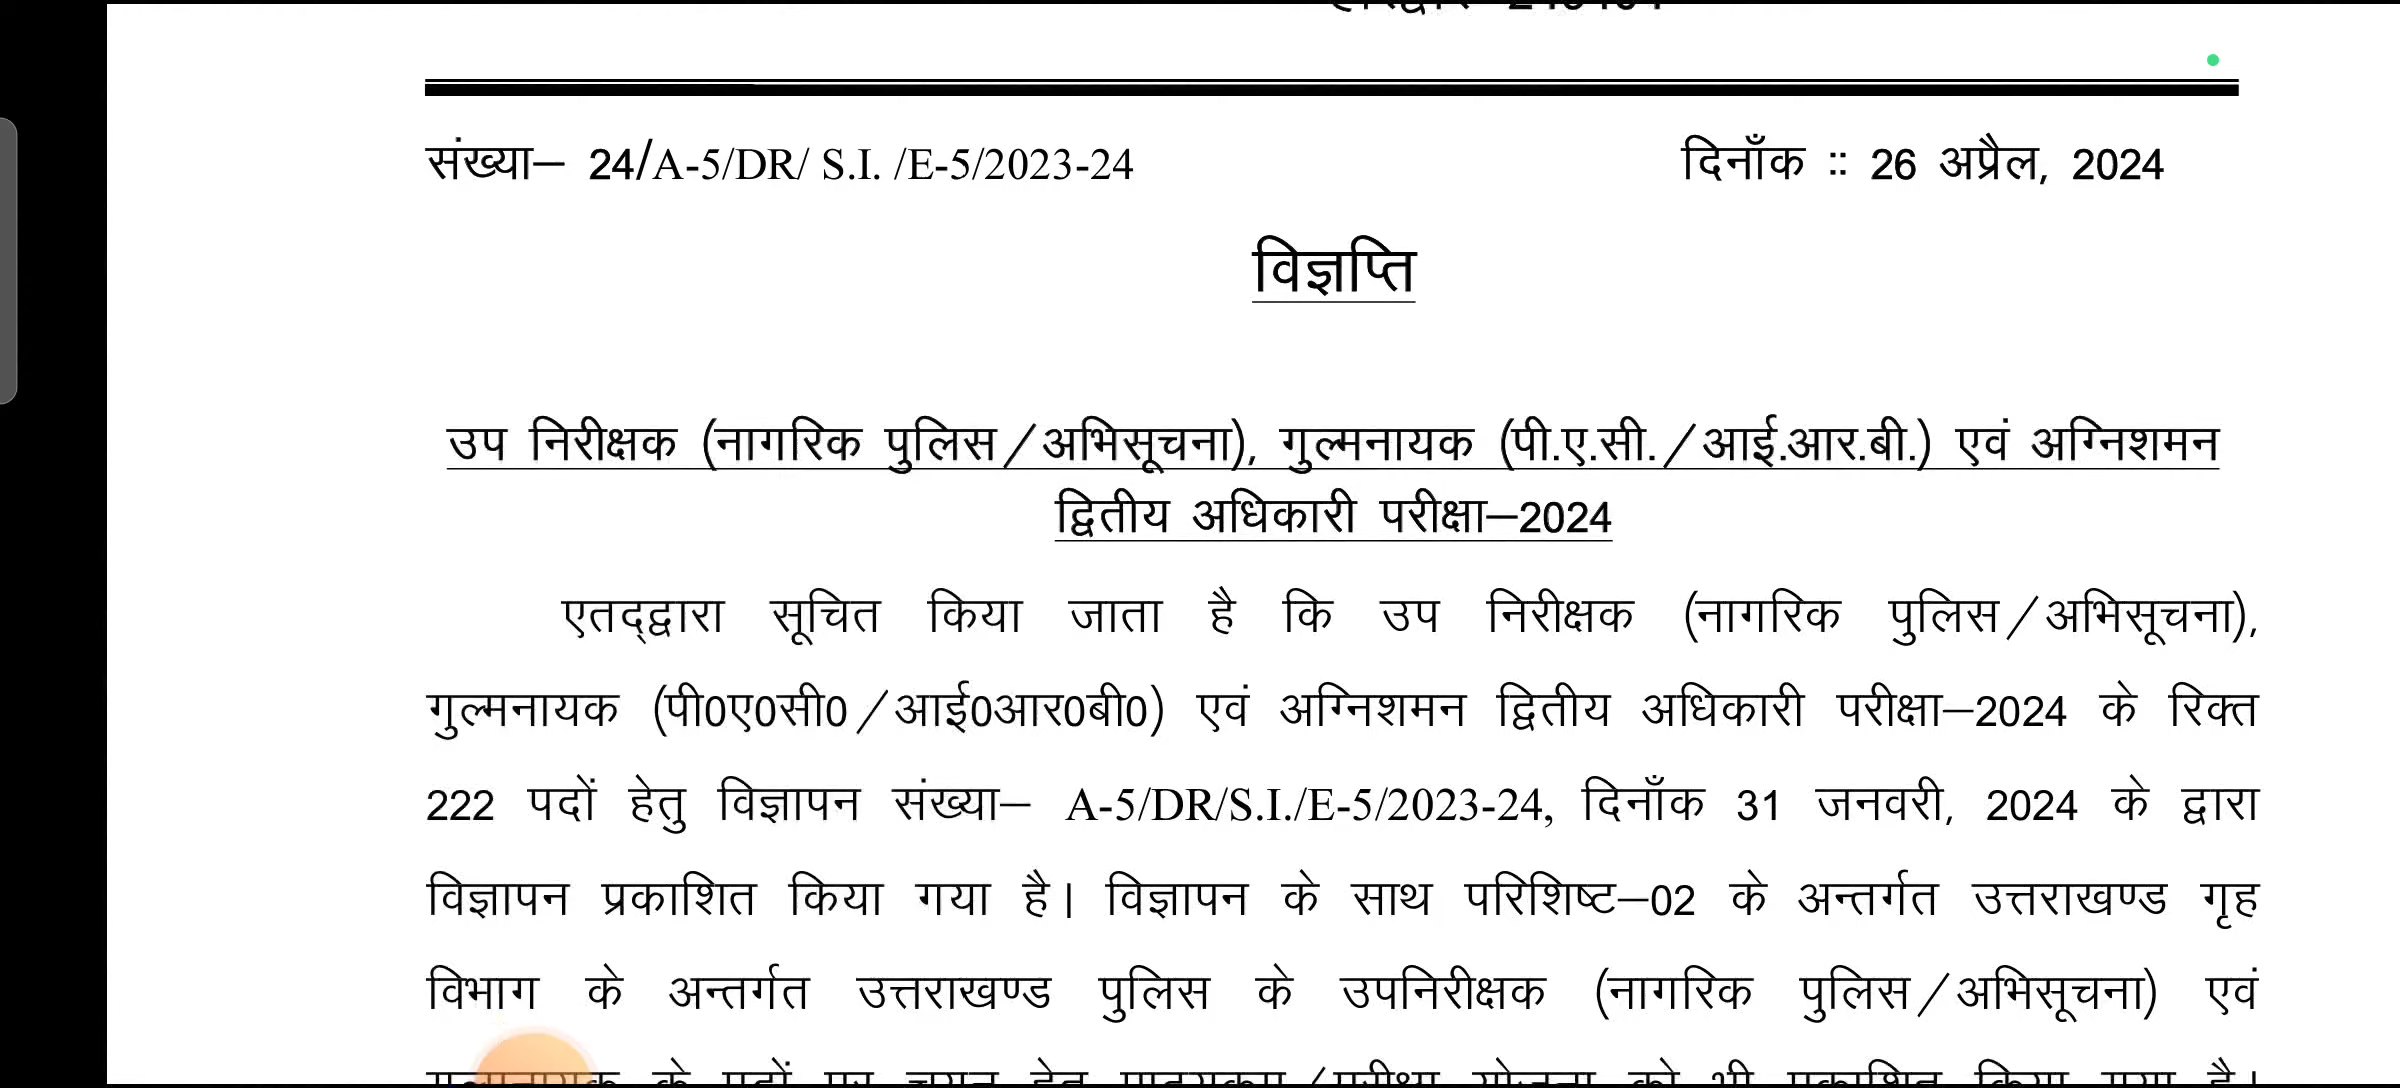 संख्या– 24/A-5/DR/ S.I. /E-5/2023-24 दिनाँक :: 26 अप्रैल, 2024
विज्ञप्ति
उप निरीक्षक (नागरिक पुलिस/अभिसूचना), गुल्मनायक (पी.ए.सी./आई.आर.बी.) एवं अग्निशमन
द्वितीय अधिकारी परीक्षा–2024
एतद्द्वारा सूचित किया जाता है कि उप निरीक्षक (नागरिक पुलिस/अभिसूचना),
गुल्मनायक (पी0ए0सी0/आई0आर0बी0) एवं अग्निशमन द्वितीय अधिकारी परीक्षा–2024 के रिक्त
222 पदों हेतु विज्ञापन संख्या– A-5/DR/S.I./E-5/2023-24, दिनाँक 31 जनवरी, 2024 के द्वारा
विज्ञापन प्रकाशित किया गया है। विज्ञापन के साथ परिशिष्ट–02 के अन्तर्गत उत्तराखण्ड गृह
विभाग के अन्तर्गत उत्तराखण्ड पुलिस के उपनिरीक्षक (नागरिक पुलिस/अभिसूचना) एवं